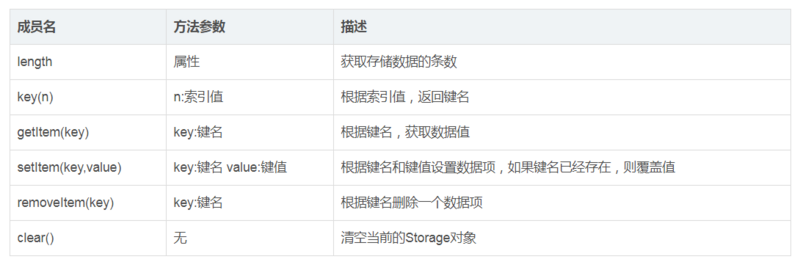 成员名 方法参数 描述
length 属性 获取存储数据的条数
key(n) n:索引值 根据索引值，返回键名
getItem(key) key:键名 根据键名，获取数据值
setItem(key,value) key:键名 value:键值 根据键名和键值设置数据项，如果键名已经存在，则覆盖值
removeItem(key) key:键名 根据键名删除一个数据项
clear() 无 清空当前的Storage对象